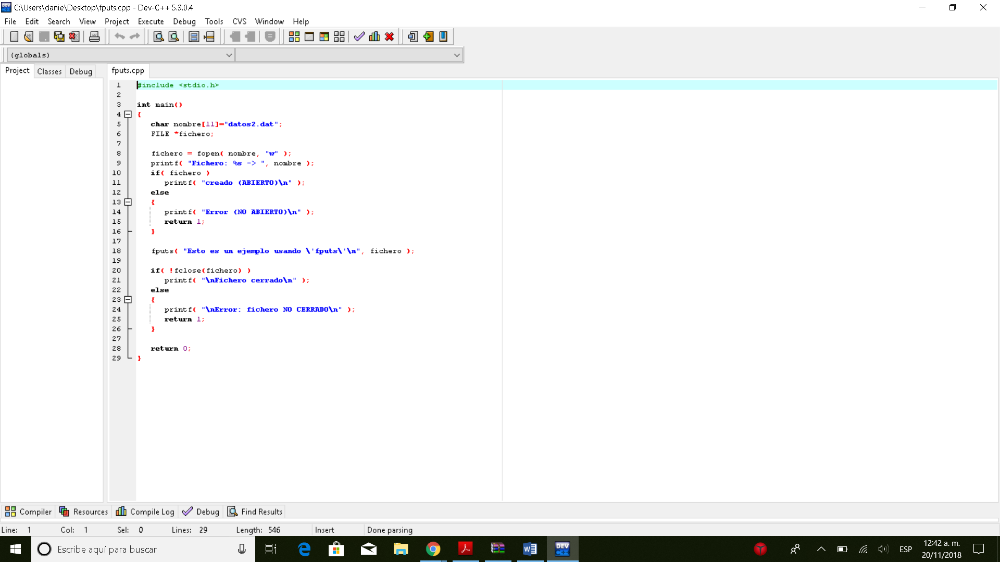 C:\Users\danie\Desktop\fputs.cpp - Dev-C++ 5.3.0.4
File Edit Search View Project Execute Debug Tools CVS Window Help
(globals)
Project Classes Debug
fputs.cpp
1 #include <stdio.h>
2
3 int main()
4 {
5 char nombre[11]="datos2.dat";
6 FILE *fichero;
7
8 fichero = fopen( nombre, "w" );
9 printf( "Fichero: %s -> ", nombre );
10 if( fichero )
11 printf( "creado (ABIERTO)\n" );
12 else
13 {
14 printf( "Error (NO ABIERTO)\n" );
15 return 1;
16 }
17
18 fputs( "Esto es un ejemplo usando \'fputs\'\n", fichero );
19
20 if( !fclose(fichero) )
21 printf( "\nFichero cerrado\n" );
22 else
23 {
24 printf( "\nError: fichero NO CERRADO\n" );
25 return 1;
26 }
27
28 return 0;
29 }
Compiler Resources Compile Log Debug Find Results
Line: 1 Col: 1 Sel: 0 Lines: 29 Length: 546 Insert Done parsing
Escribe aquí para buscar
DEV C++
ESP
12:42 a. m.
20/11/2018